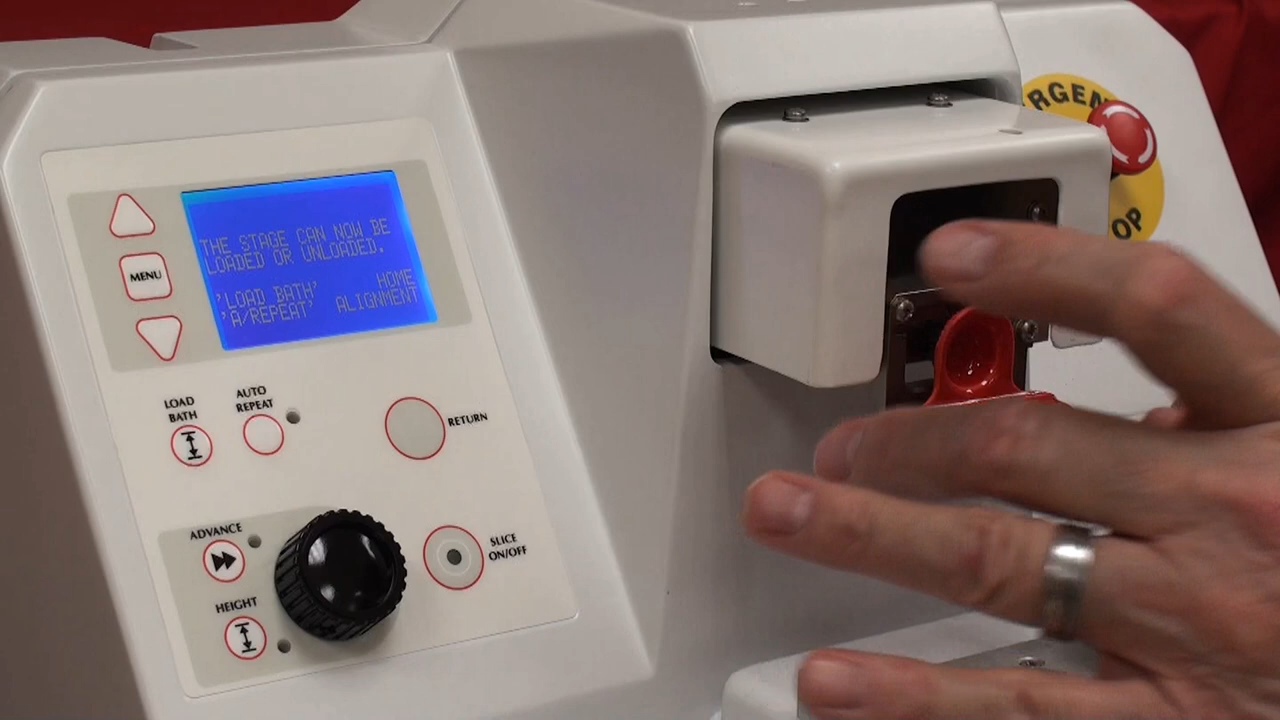 THE STAGE CAN NOW BE
LOADED OR UNLOADED.
'LOAD BATH' HOME
'A/REPEAT' ALIGNMENT
MENU
LOAD
BATH
AUTO
REPEAT
RETURN
ADVANCE
SLICE
ON/OFF
HEIGHT